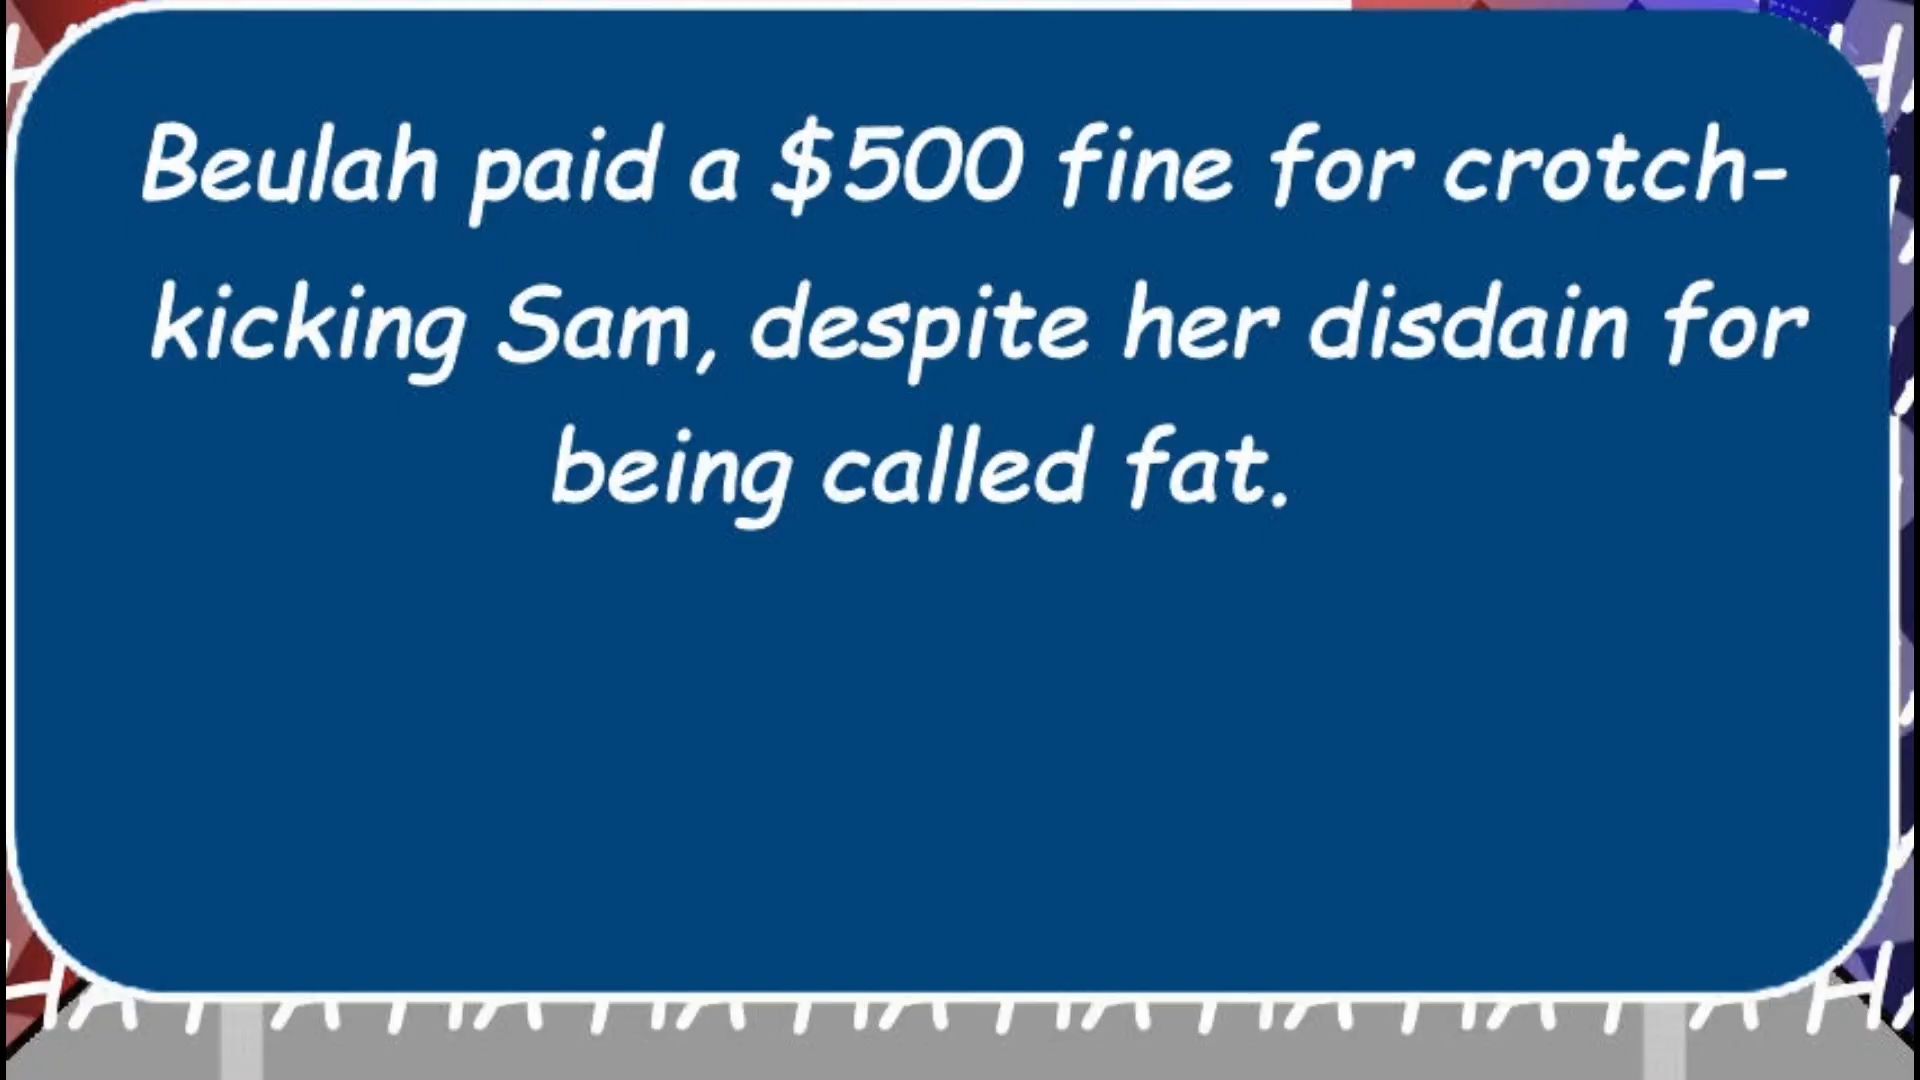 Beulah paid a $500 fine for crotch-
kicking Sam, despite her disdain for
being called fat.